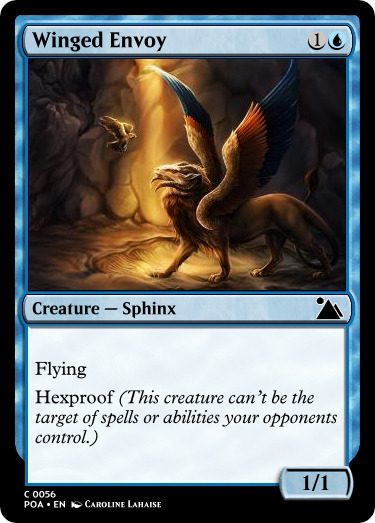 Winged Envoy 1
Creature — Sphinx
Flying
Hexproof (This creature can't be the
target of spells or abilities your opponents
control.)
1/1
C 0056
POA • EN Caroline Lahaise